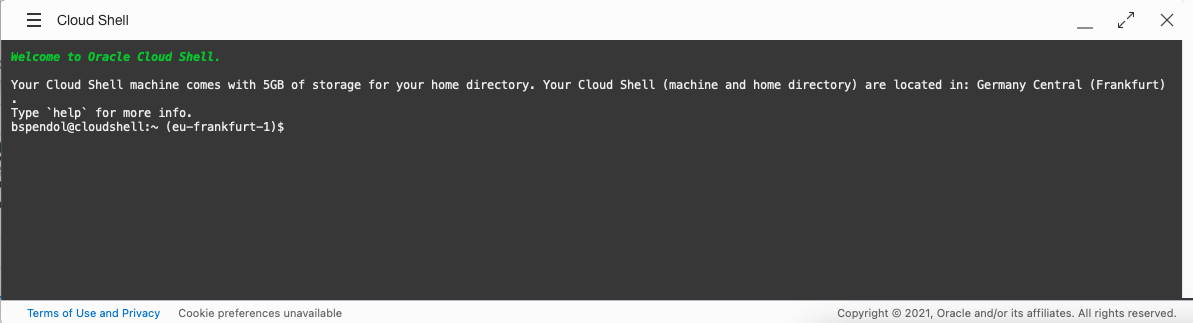 Cloud Shell
Welcome to Oracle Cloud Shell.
Your Cloud Shell machine comes with 5GB of storage for your home directory. Your Cloud Shell (machine and home directory) are located in: Germany Central (Frankfurt)
.
Type `help` for more info.
bspendol@cloudshell:~ (eu-frankfurt-1)$
Terms of Use and Privacy Cookie preferences unavailable Copyright © 2021, Oracle and/or its affiliates. All rights reserved.